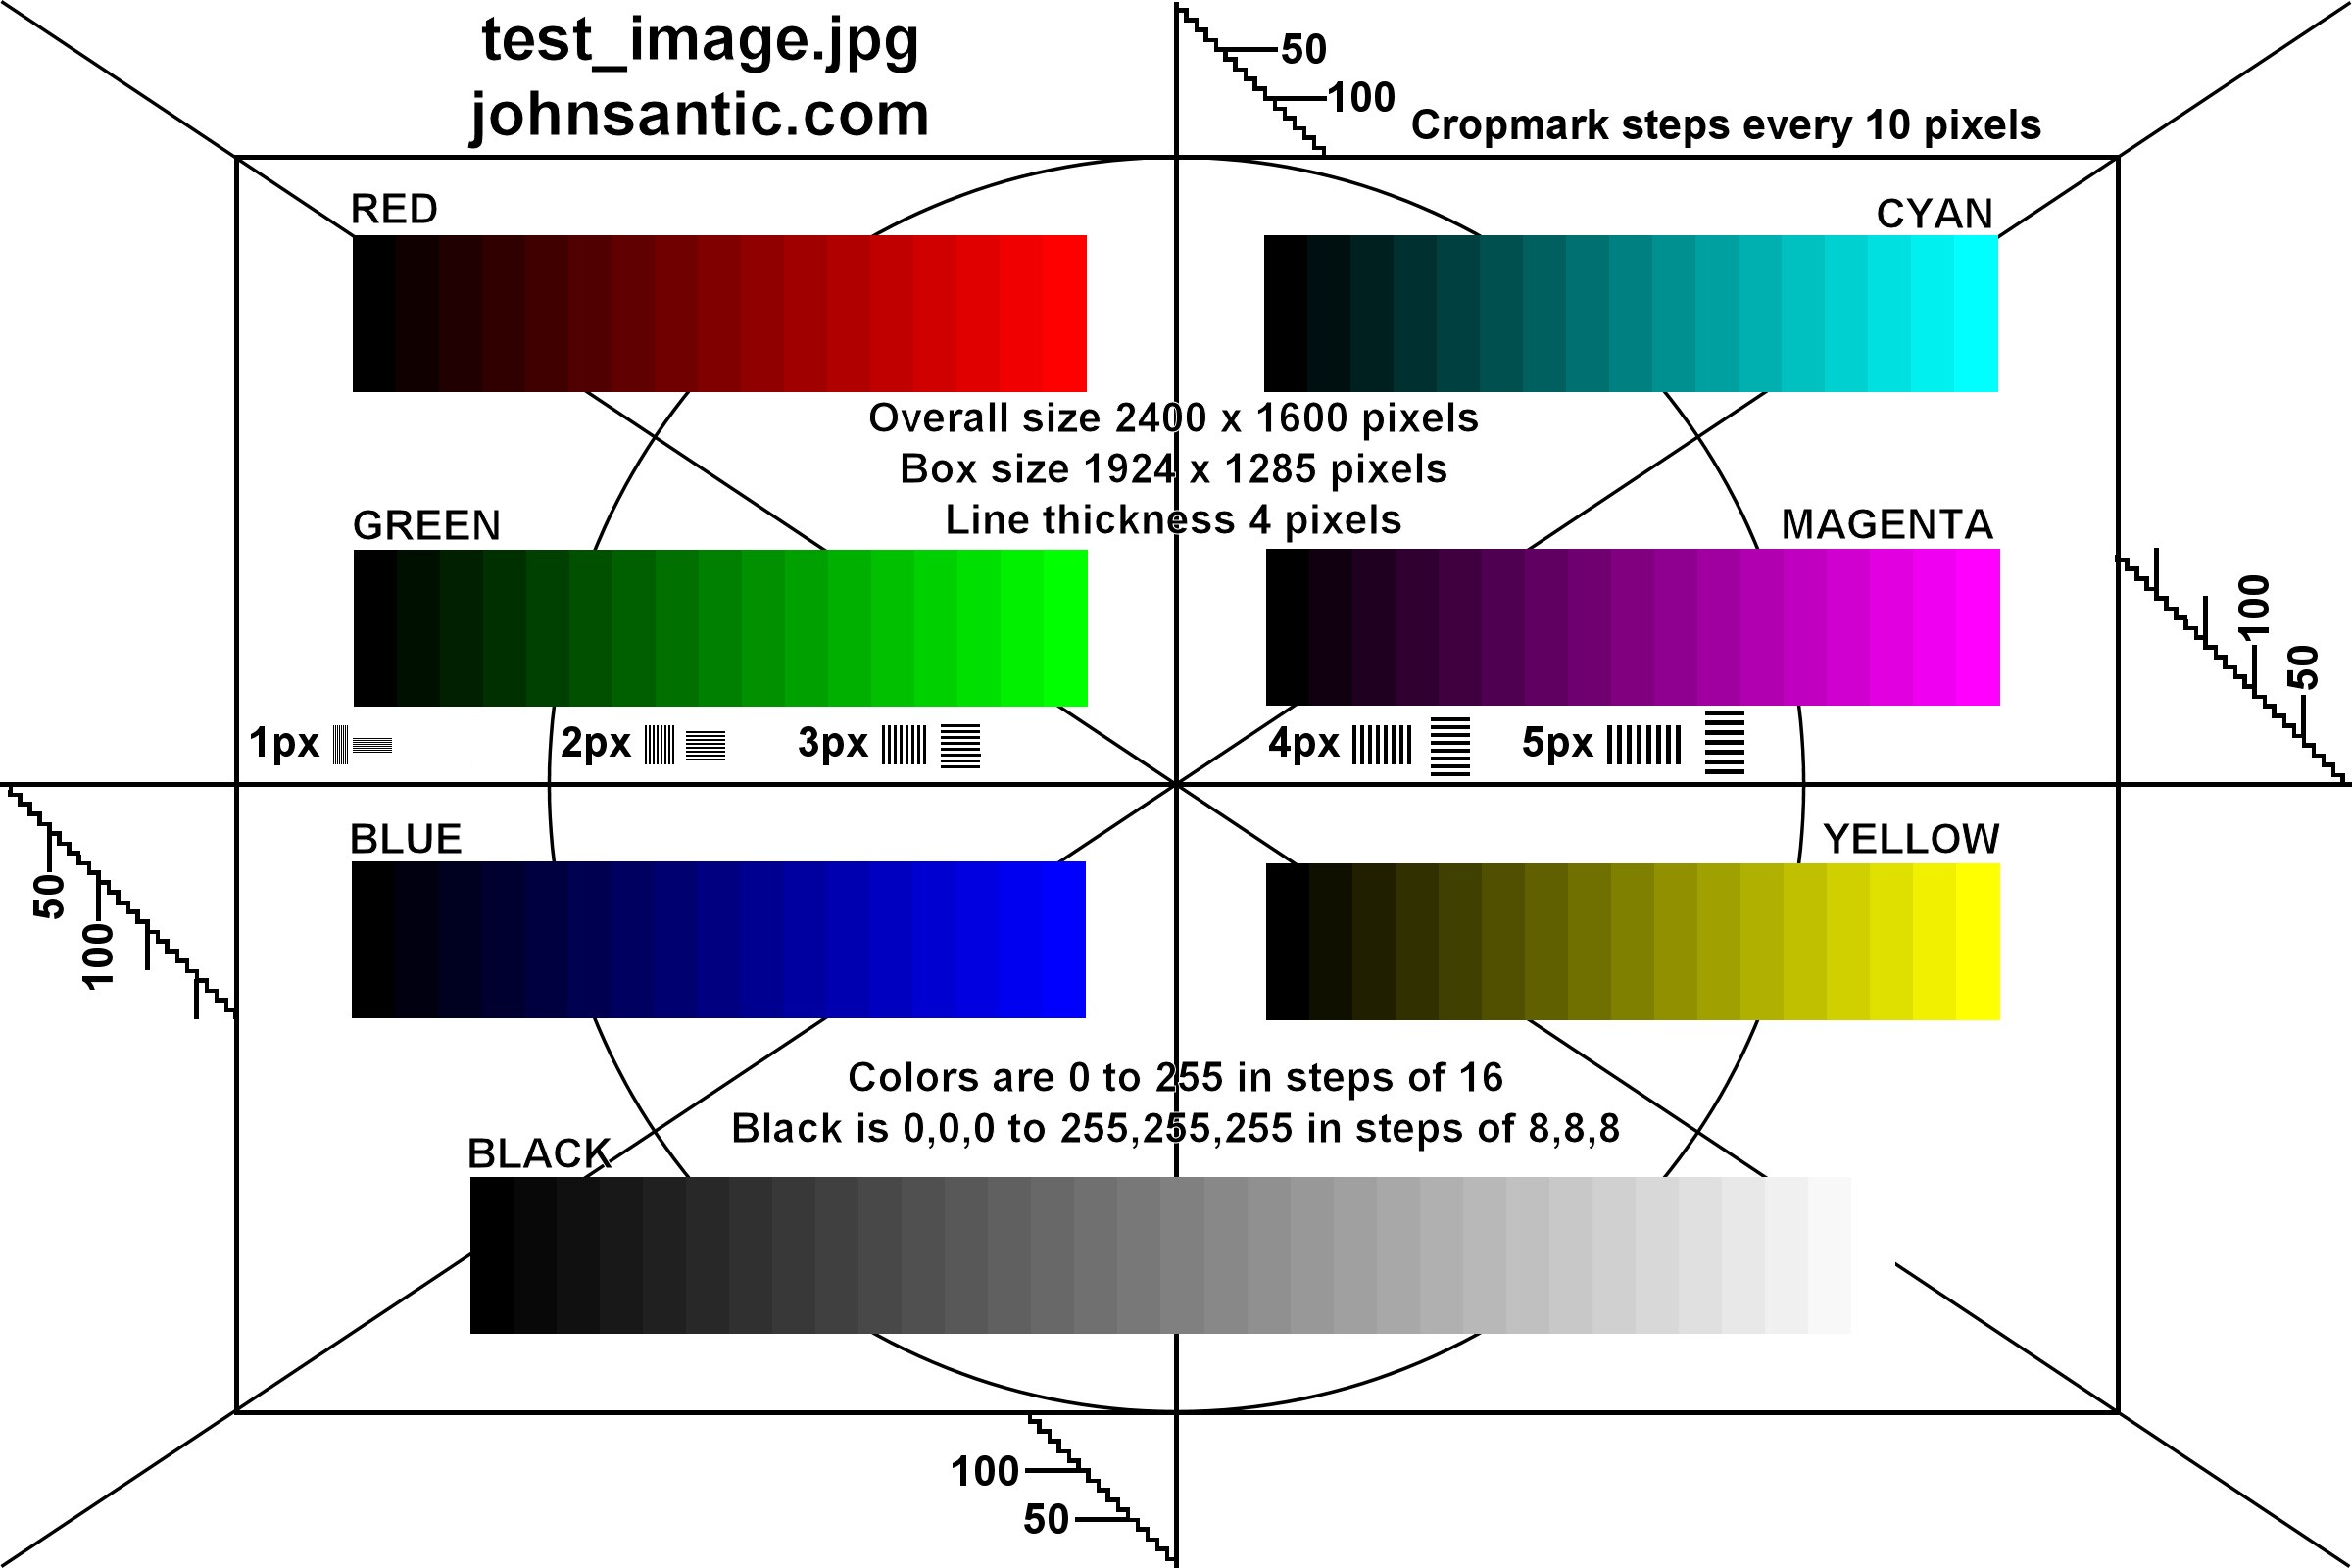 test_image.jpg
johnsantic.com
50
100
Cropmark steps every 10 pixels
RED
CYAN
Overall size 2400 x 1600 pixels
Box size 1924 x 1285 pixels
Line thickness 4 pixels
GREEN
MAGENTA
100
50
1px
2px
3px
4px
5px
BLUE
YELLOW
50
100
Colors are 0 to 255 in steps of 16
Black is 0,0,0 to 255,255,255 in steps of 8,8,8
BLACK
100
50